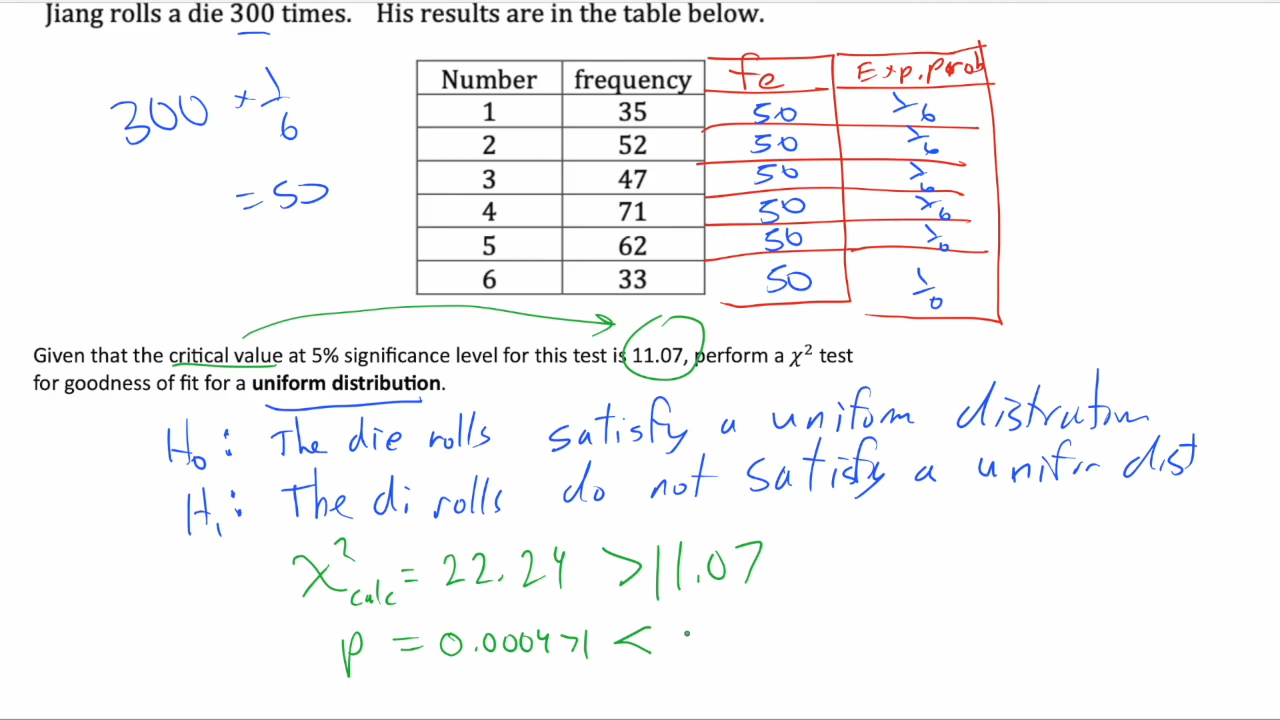 Jiang rolls a die 300 times. His results are in the table below.
300 × 1/6
= 50
Number frequency fe Exp. Prob
1 35 50 1/6
2 52 50 1/6
3 47 50 1/6
4 71 50 1/6
5 62 50 1/6
6 33 50 1/6
Given that the critical value at 5% significance level for this test is 11.07, perform a χ² test
for goodness of fit for a uniform distribution.
H₀: The die rolls satisfy a uniform distrution
H₁: The di rolls do not satisfy a unifor dist
χ²calc = 22.24 > 11.07
p = 0.000471 < .